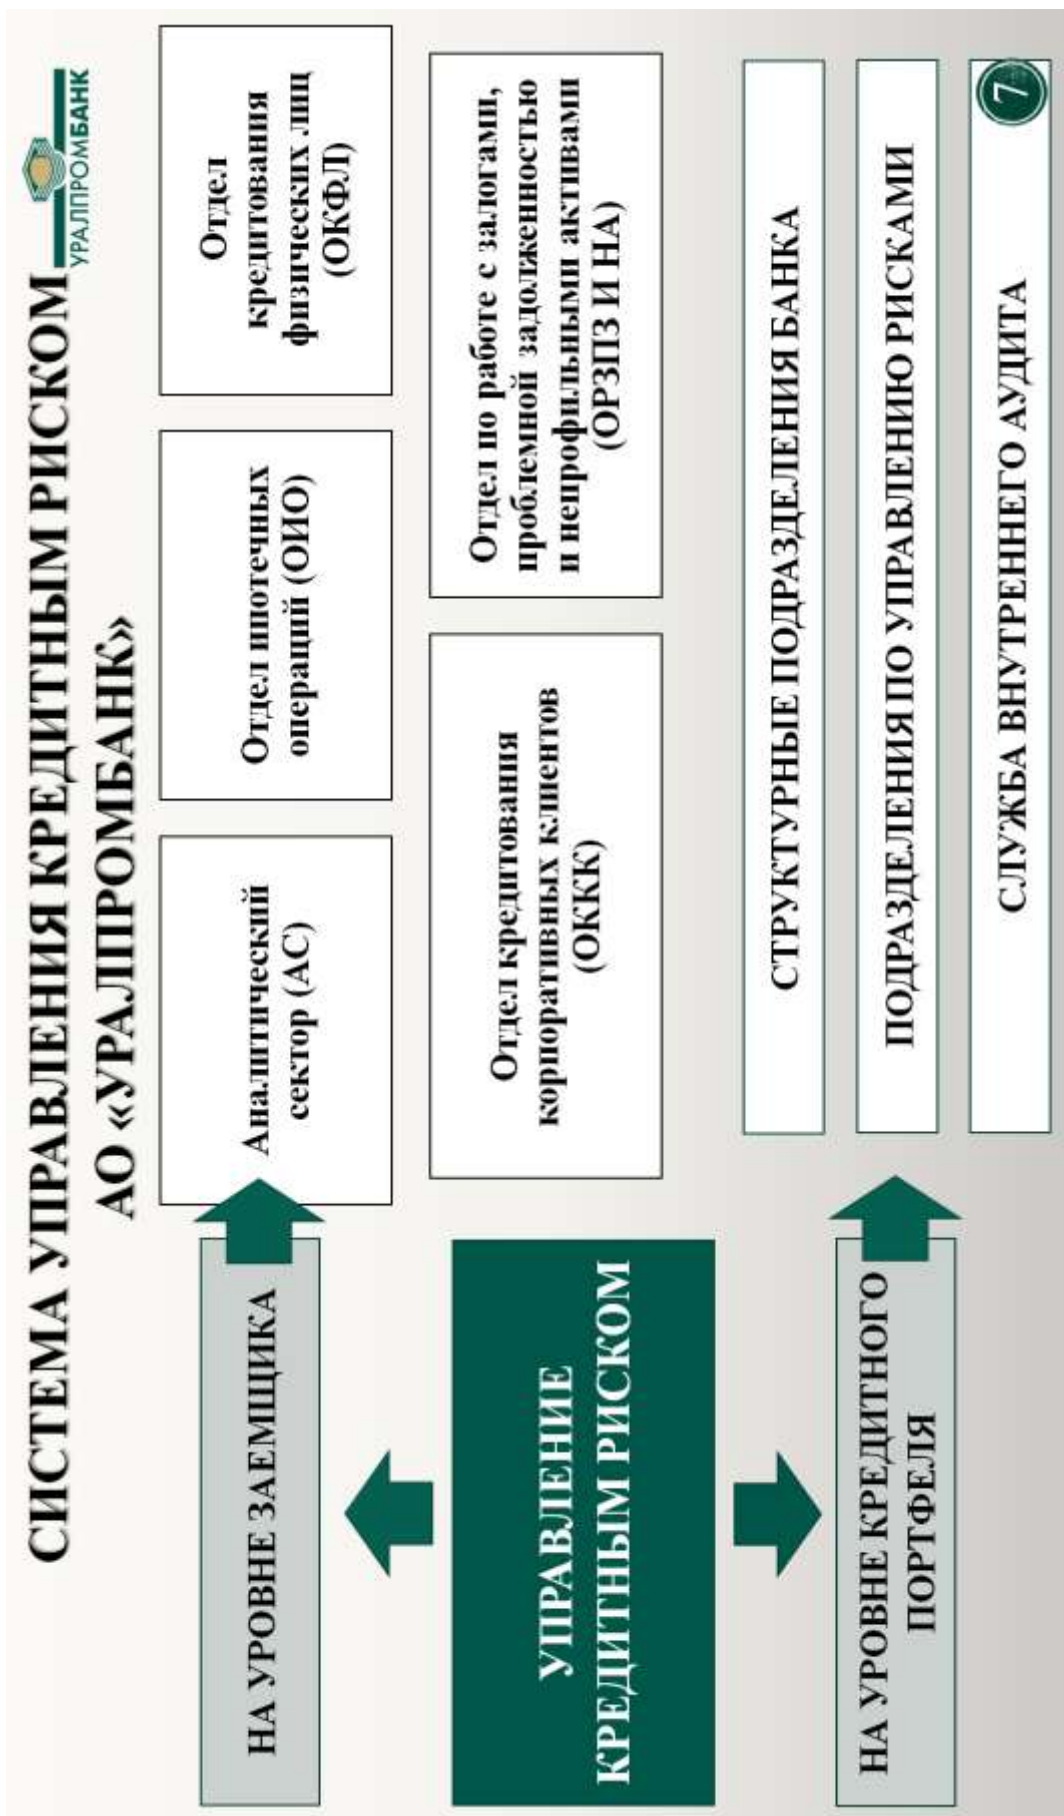 СИСТЕМА УПРАВЛЕНИЯ КРЕДИТНЫМ РИСКОМ
АО «УРАЛПРОМБАНК»
УРАЛПРОМБАНК
НА УРОВНЕ ЗАЕМЩИКА
Аналитический
сектор (АС)
Отдел ипотечных
операций (ОИО)
Отдел
кредитования
физических лиц
(ОКФЛ)
Отдел кредитования
корпоративных клиентов
(ОККК)
Отдел по работе с залогами,
проблемной задолженностью
и непрофильными активами
(ОРЗПЗ И НА)
УПРАВЛЕНИЕ
КРЕДИТНЫМ РИСКОМ
НА УРОВНЕ КРЕДИТНОГО
ПОРТФЕЛЯ
СТРУКТУРНЫЕ ПОДРАЗДЕЛЕНИЯ БАНКА
ПОДРАЗДЕЛЕНИЯ ПО УПРАВЛЕНИЮ РИСКАМИ
СЛУЖБА ВНУТРЕННЕГО АУДИТА
7